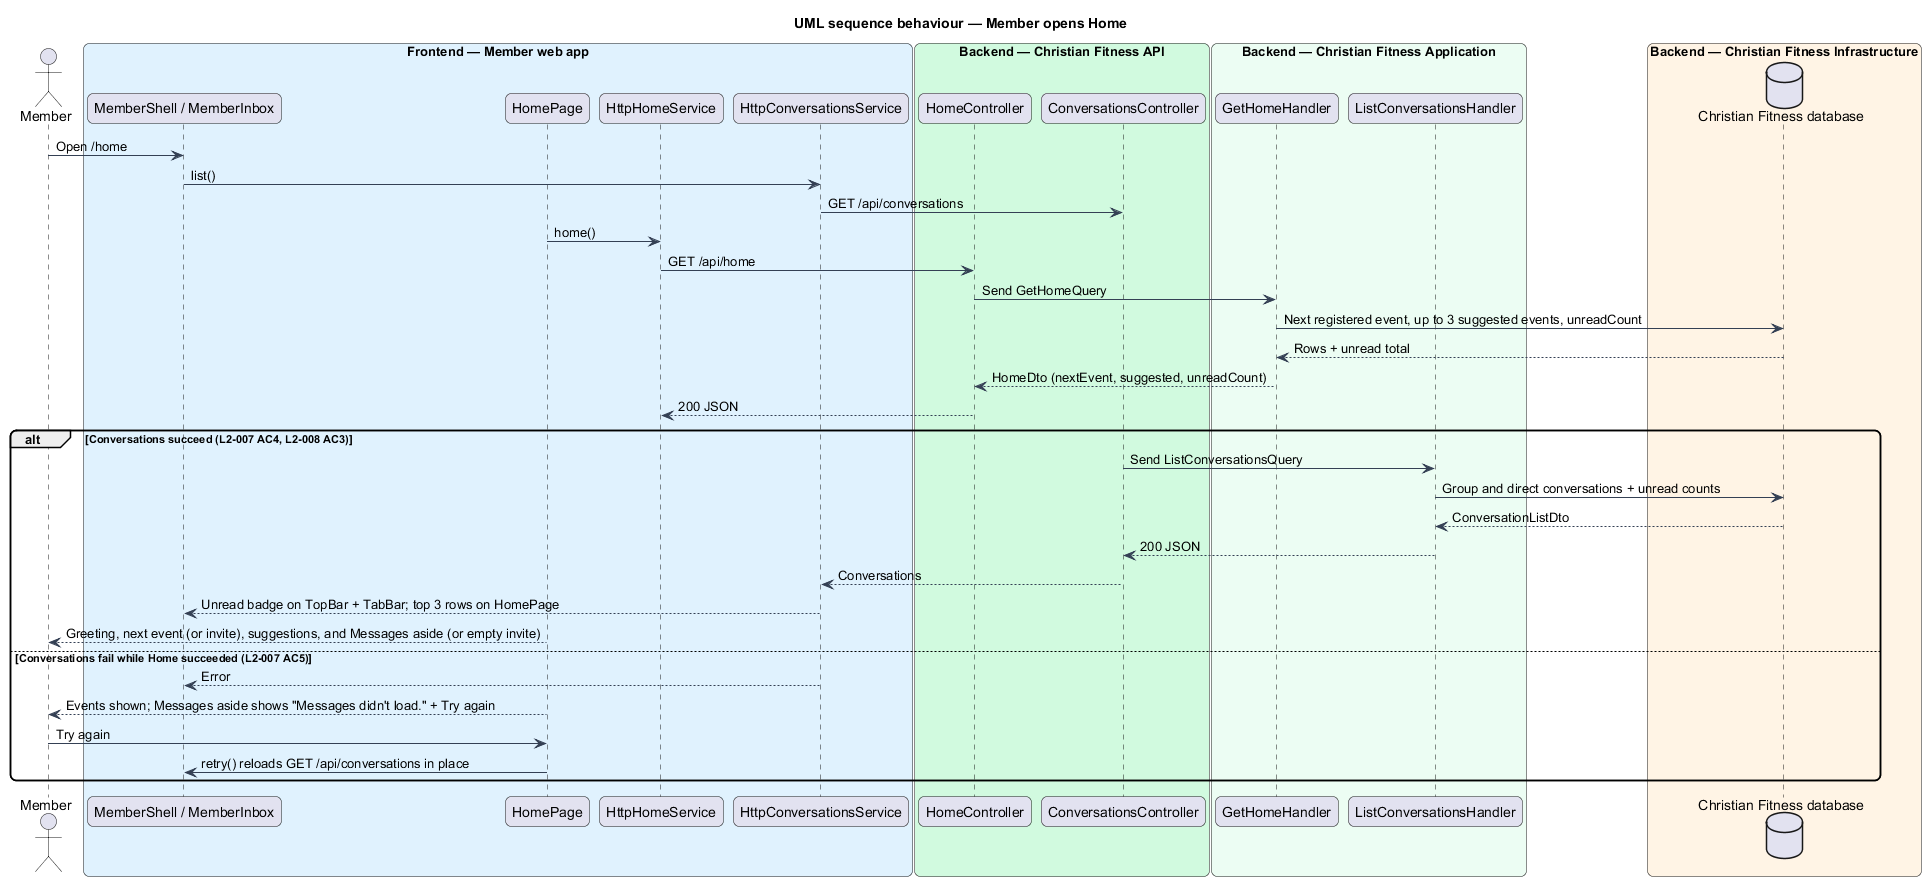 UML sequence behaviour — Member opens Home
Frontend — Member web app
Backend — Christian Fitness API
Backend — Christian Fitness Application
Backend — Christian Fitness Infrastructure
Member
MemberShell / MemberInbox
HomePage
HttpHomeService
HttpConversationsService
HomeController
ConversationsController
GetHomeHandler
ListConversationsHandler
Christian Fitness database
Open /home
list()
GET /api/conversations
home()
GET /api/home
Send GetHomeQuery
Next registered event, up to 3 suggested events, unreadCount
Rows + unread total
HomeDto (nextEvent, suggested, unreadCount)
200 JSON
alt
[Conversations succeed (L2-007 AC4, L2-008 AC3)]
Send ListConversationsQuery
Group and direct conversations + unread counts
ConversationListDto
200 JSON
Conversations
Unread badge on TopBar + TabBar; top 3 rows on HomePage
Greeting, next event (or invite), suggestions, and Messages aside (or empty invite)
[Conversations fail while Home succeeded (L2-007 AC5)]
Error
Events shown; Messages aside shows "Messages didn't load." + Try again
Try again
retry() reloads GET /api/conversations in place
Member
MemberShell / MemberInbox
HomePage
HttpHomeService
HttpConversationsService
HomeController
ConversationsController
GetHomeHandler
ListConversationsHandler
Christian Fitness database